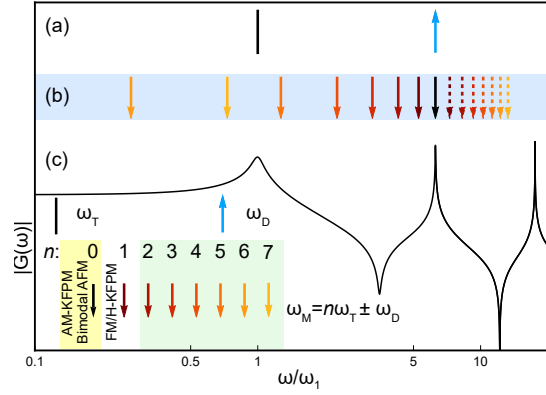 (a)
(b)
(c)
|G(ω)|
ω_T
ω_D
n: 0 1 2 3 4 5 6 7
AM-KFPM
Bimodal AFM
FM/H-KFPM
ω_M=nω_T ± ω_D
0.1 0.5 1 5 10
ω/ω_1